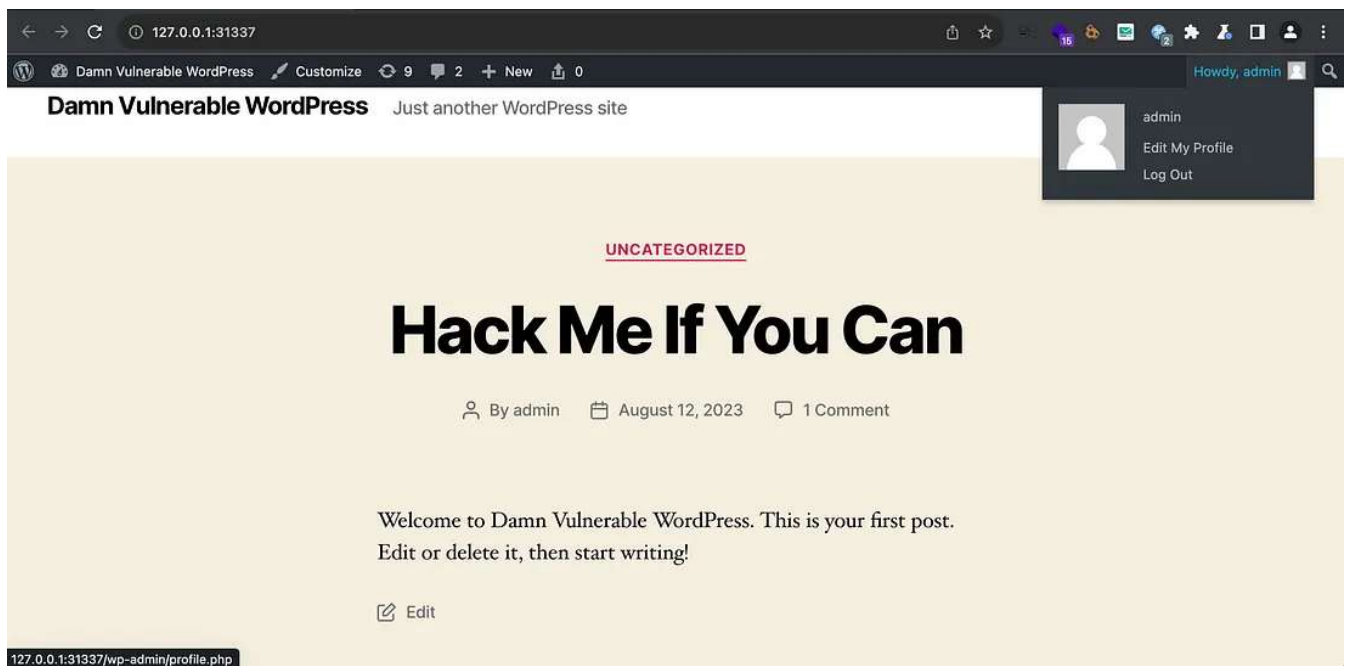 127.0.0.1:31337
15
2
Damn Vulnerable WordPress Customize 9 2 + New 0
Howdy, admin
Damn Vulnerable WordPress Just another WordPress site
admin
Edit My Profile
Log Out
UNCATEGORIZED
Hack Me If You Can
By admin August 12, 2023 1 Comment
Welcome to Damn Vulnerable WordPress. This is your first post.
Edit or delete it, then start writing!
Edit
127.0.0.1:31337/wp-admin/profile.php